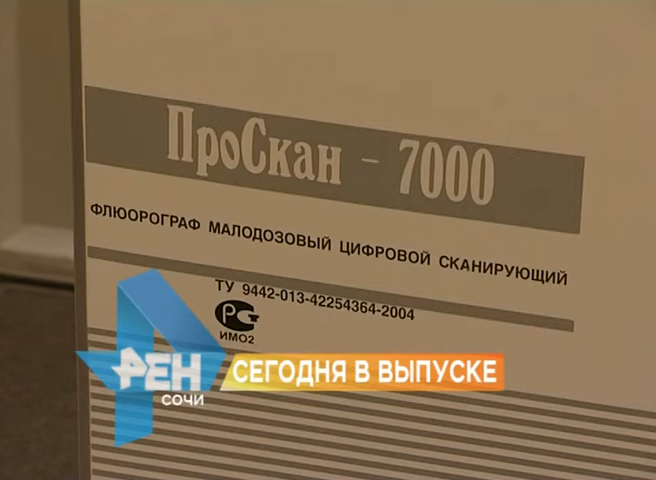 ПроСкан - 7000
ФЛЮОРОГРАФ МАЛОДОЗОВЫЙ ЦИФРОВОЙ СКАНИРУЮЩИЙ
ТУ 9442-013-42254364-2004
РСТ
ИМО2
РЕН
СОЧИ
СЕГОДНЯ В ВЫПУСКЕ